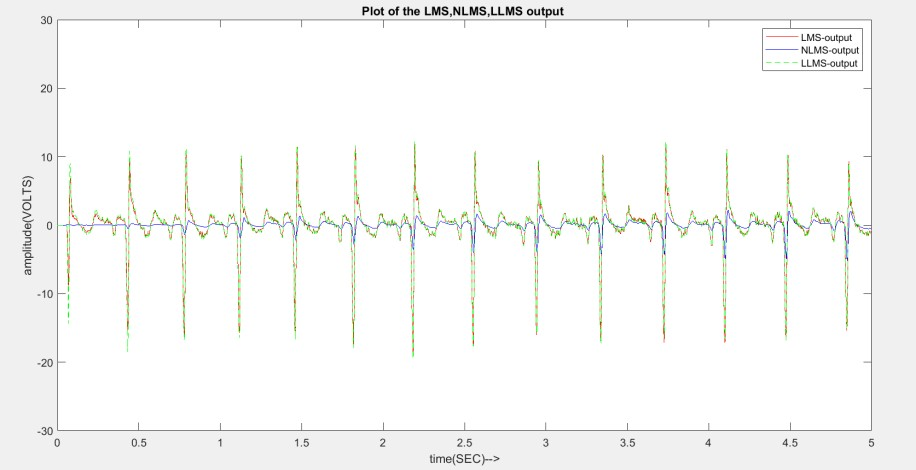 Plot of the LMS,NLMS,LLMS output
30
20
10
0
-10
-20
-30
amplitude(VOLTS)
LMS-output
NLMS-output
LLMS-output
0 0.5 1 1.5 2 2.5 3 3.5 4 4.5 5
time(SEC)-->